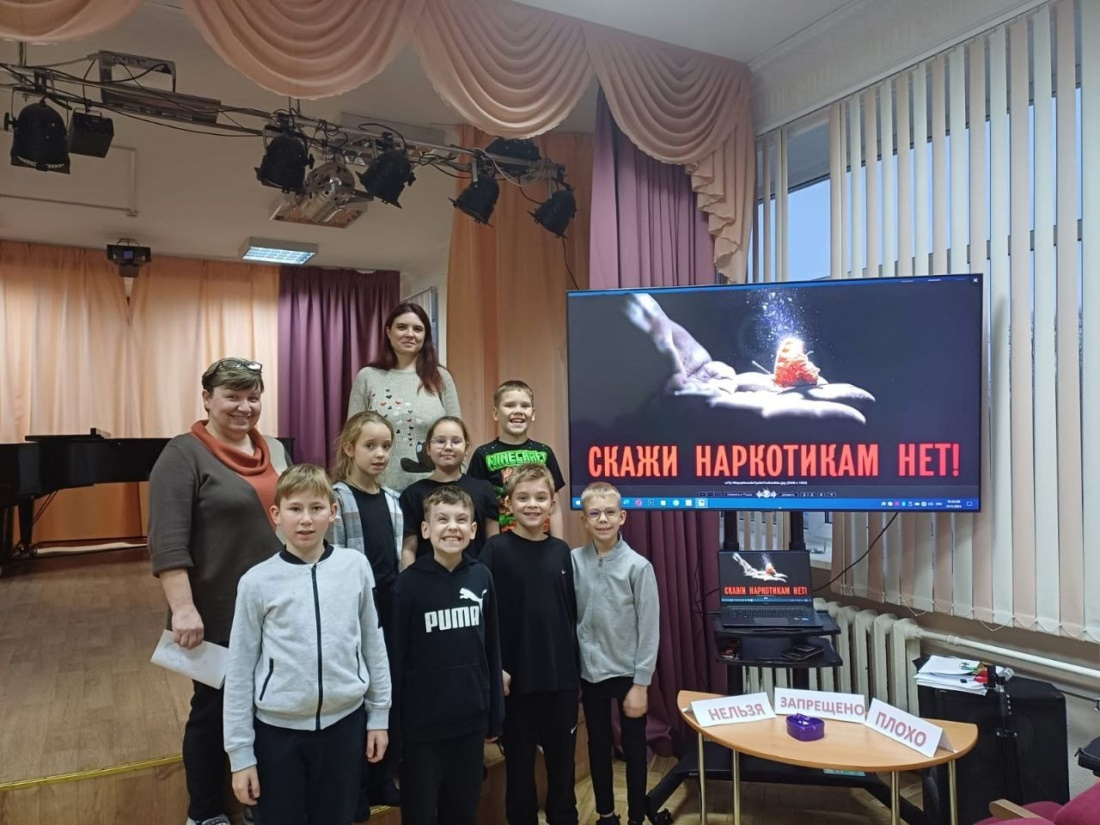 MINECRAFT
PUMA
СКАЖИ НАРКОТИКАМ НЕТ!
СКАЖИ НАРКОТИКАМ НЕТ!
НЕЛЬЗЯ
ЗАПРЕЩЕНО
ПЛОХО